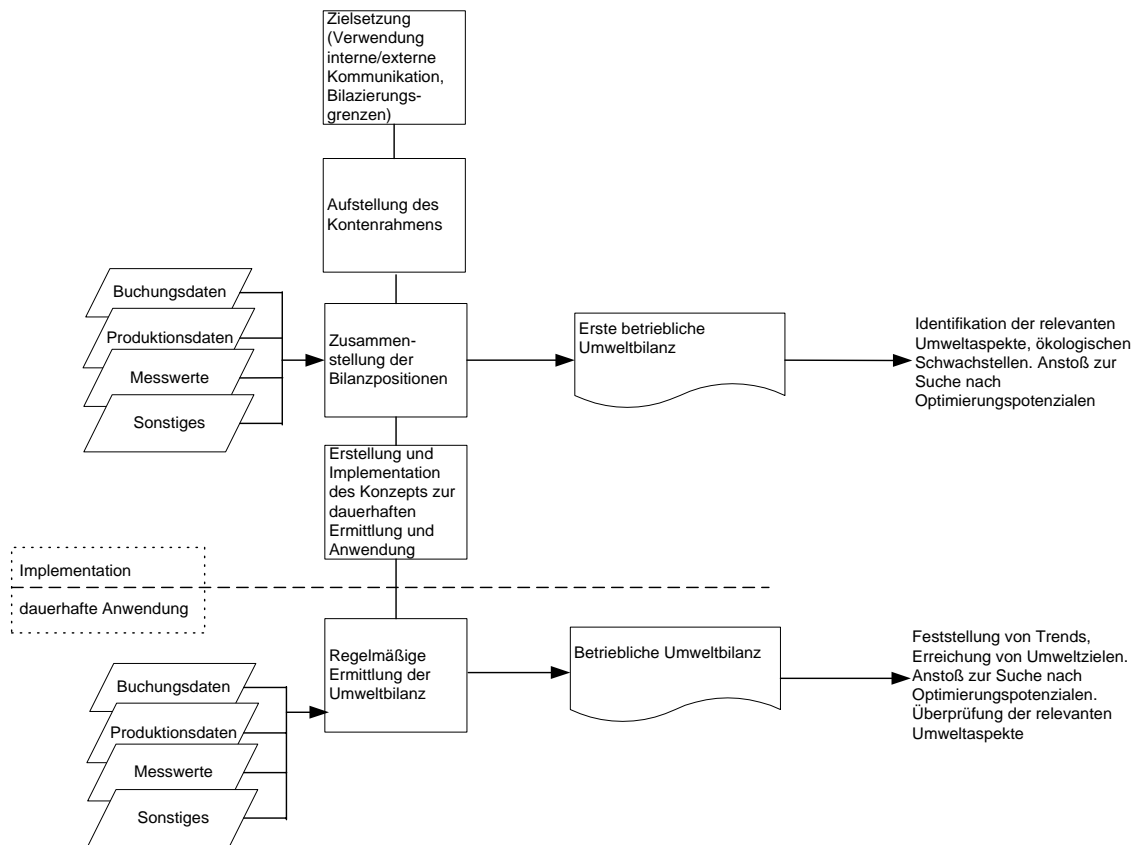 Zielsetzung
(Verwendung
interne/externe
Kommunikation,
Bilazierungs-
grenzen)
Aufstellung des
Kontenrahmens
Buchungsdaten
Produktionsdaten
Messwerte
Sonstiges
Zusammen-
stellung der
Bilanzpositionen
Erste betriebliche
Umweltbilanz
Identifikation der relevanten
Umweltaspekte, ökologischen
Schwachstellen. Anstoß zur
Suche nach
Optimierungspotenzialen
Erstellung und
Implementation
des Konzepts zur
dauerhaften
Ermittlung und
Anwendung
Implementation
dauerhafte Anwendung
Buchungsdaten
Produktionsdaten
Messwerte
Sonstiges
Regelmäßige
Ermittlung der
Umweltbilanz
Betriebliche Umweltbilanz
Feststellung von Trends,
Erreichung von Umweltzielen.
Anstoß zur Suche nach
Optimierungspotenzialen.
Überprüfung der relevanten
Umweltaspekte